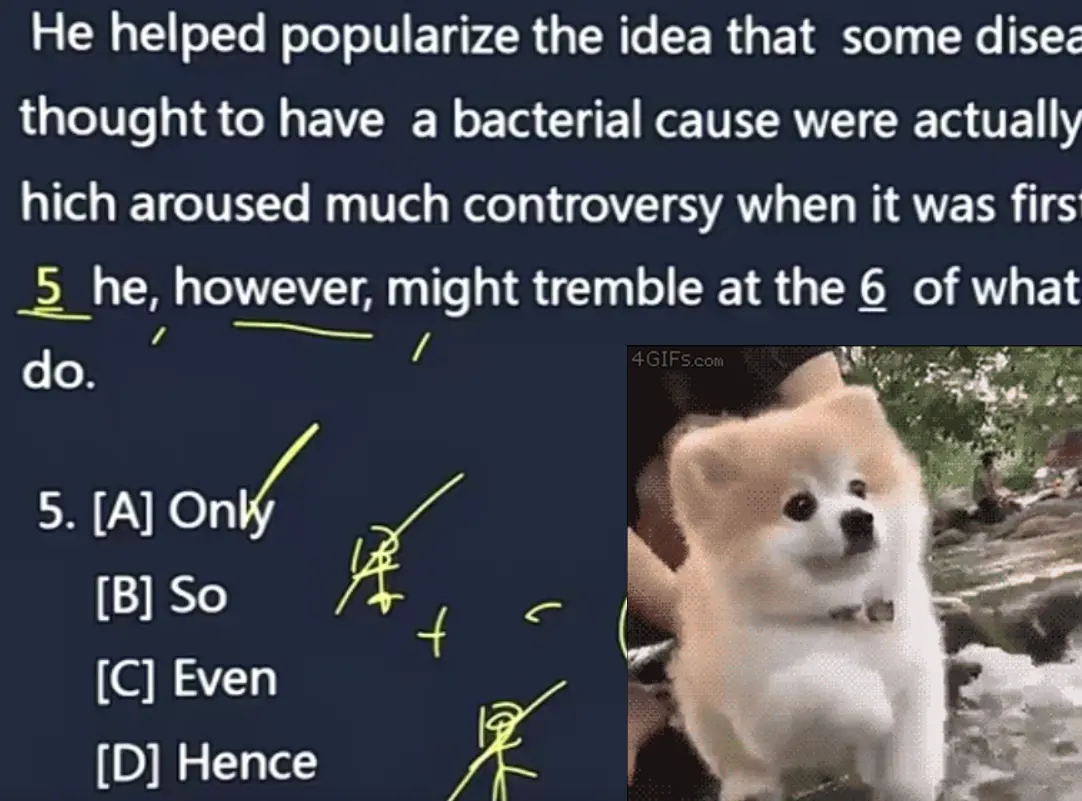 He helped popularize the idea that some disea
thought to have a bacterial cause were actually
hich aroused much controversy when it was firs
5 he, however, might tremble at the 6 of what
do.
4GIFs.com
5. [A] Only
[B] So
[C] Even
[D] Hence